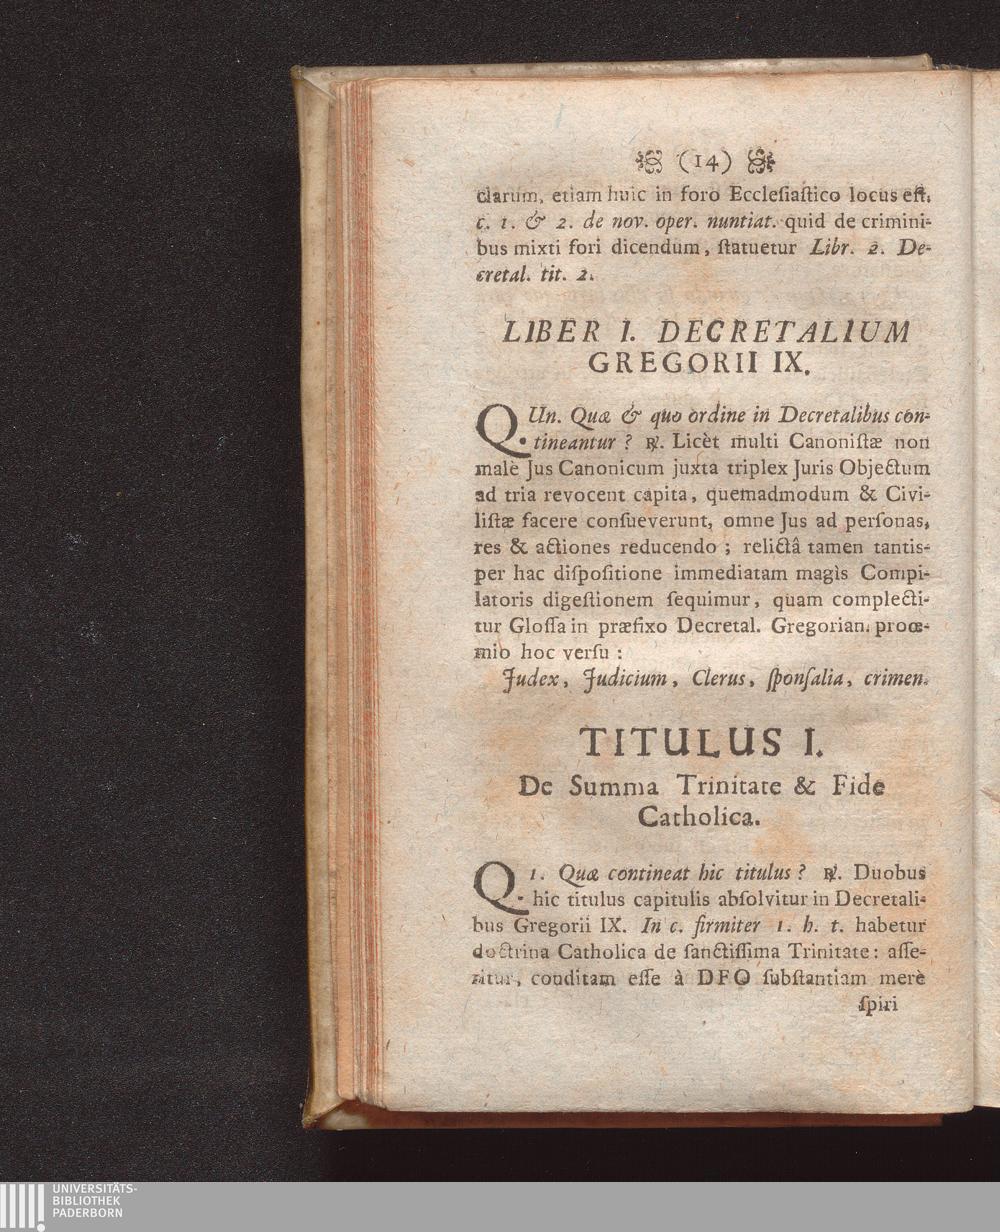 (14)
clarum, etiam huic in foro Eccleſiaſtico locus eſt.
c. 1. & 2. de nov. oper. nuntiat. quid de crimini-
bus mixti fori dicendum, ſtatuetur Libr. 2. De-
cretal. tit. 2.
LIBER I. DECRETALIUM
GREGORII IX.
QUn. Quæ & quo ordine in Decretalibus con-
tineantur? ℞. Licèt multi Canoniſtæ non
malè Jus Canonicum juxta triplex Juris Objectum
ad tria revocent capita, quemadmodum & Civi-
liſtæ facere conſueverunt, omne Jus ad perſonas,
res & actiones reducendo; relictâ tamen tantis-
per hac diſpoſitione immediatam magìs Compi-
latoris digeſtionem ſequimur, quam complecti-
tur Gloſſa in præfixo Decretal. Gregorian. proœ-
mio hoc verſu:
Judex, Judicium, Clerus, ſponſalia, crimen.
TITULUS I.
De Summa Trinitate & Fide
Catholica.
Q. 1. Quæ contineat hic titulus? ℞. Duobus
hic titulus capitulis abſolvitur in Decretali-
bus Gregorii IX. In c. firmiter 1. h. t. habetur
doctrina Catholica de ſanctiſſima Trinitate: aſſe-
ritur, conditam eſſe à DEO ſubſtantiam merè
ſpiri
UNIVERSITÄTS-
BIBLIOTHEK
PADERBORN